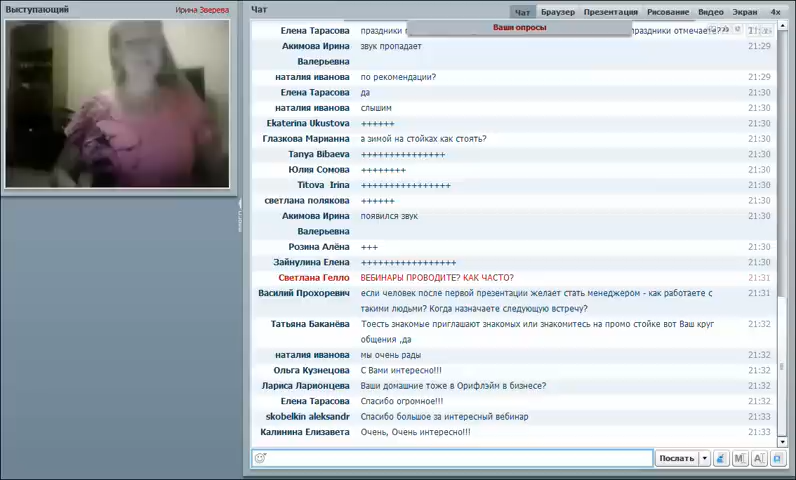 Выступающий Ирина Зверева
Чат Чат Браузер Презентация Рисование Видео Экран 4x
Елена Тарасова праздники отмечаете??
Ваши опросы
Акимова Ирина Валерьевна звук пропадает 21:29
наталия иванова по рекомендации? 21:29
Елена Тарасова да 21:30
наталия иванова слышим 21:30
Ekaterina Ukustova ++++++ 21:30
Глазкова Марианна а зимой на стойках как стоять? 21:30
Tanya Bibaeva +++++++++++++++ 21:30
Юлия Сомова ++++++++ 21:30
Titova Irina ++++++++++++++++ 21:30
светлана полякова ++++++ 21:30
Акимова Ирина Валерьевна появился звук 21:30
Розина Алёна +++ 21:30
Зайнулина Елена +++++++++++++++++ 21:30
Светлана Гелло ВЕБИНАРЫ ПРОВОДИТЕ? КАК ЧАСТО? 21:31
Василий Прохоревич если человек после первой презентации желает стать менеджером - как работаете с 21:31
такими людьми? Когда назначаете следующую встречу?
Татьяна Баканёва Тоесть знакомые приглашают знакомых или знакомитесь на промо стойке вот Ваш круг 21:32
общения ,да
наталия иванова мы очень рады 21:32
Ольга Кузнецова С Вами интересно!!! 21:32
Лариса Ларионцева Ваши домашние тоже в Орифлэйм в бизнесе? 21:32
Елена Тарасова Спасибо огромное!!! 21:32
skobelkin aleksandr Спасибо большое за интересный вебинар 21:33
Калинина Елизавета Очень, Очень интересно!!! 21:33
Послать